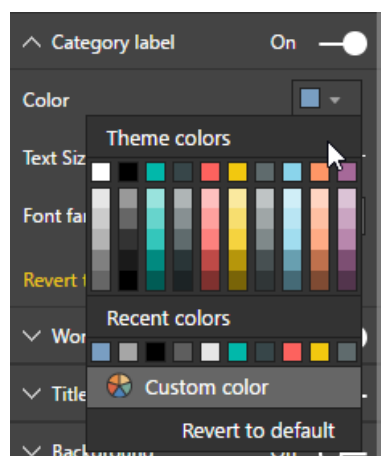 Category label On
Color
Theme colors
Text Siz
Font fa
Revert t
Recent colors
Wor
Custom color
Title
Revert to default